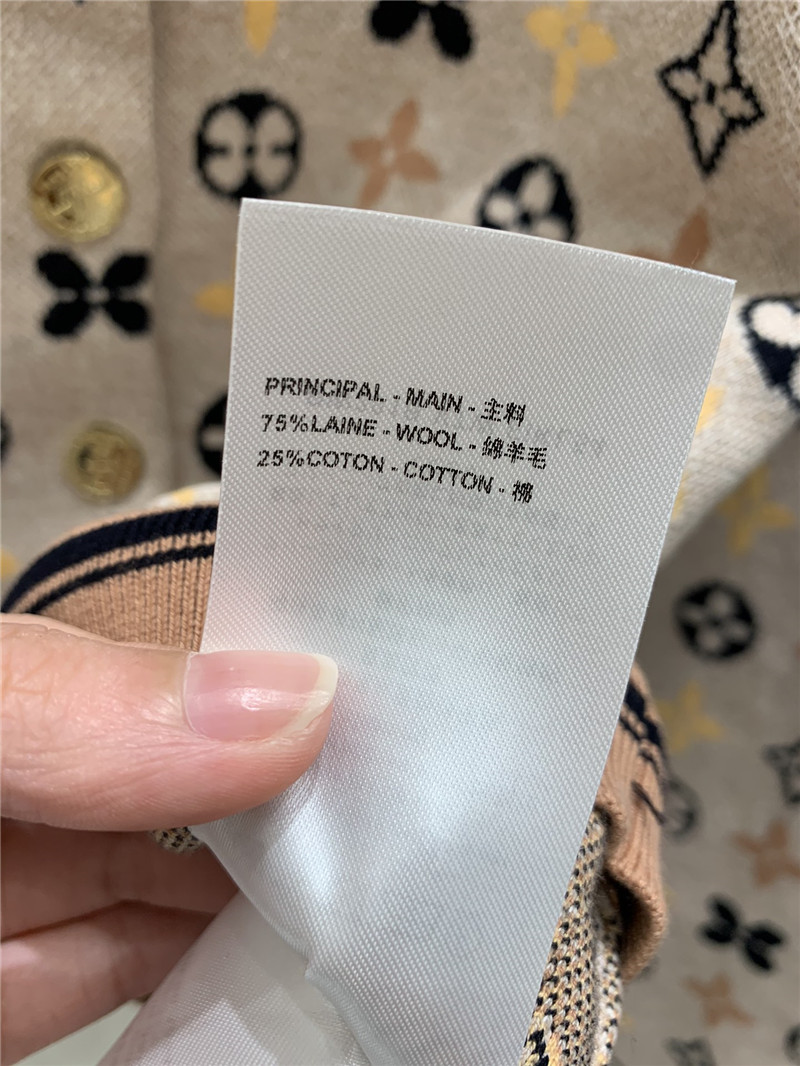 PRINCIPAL - MAIN - 主料
75%LAINE - WOOL - 绵羊毛
25%COTON - COTTON - 棉